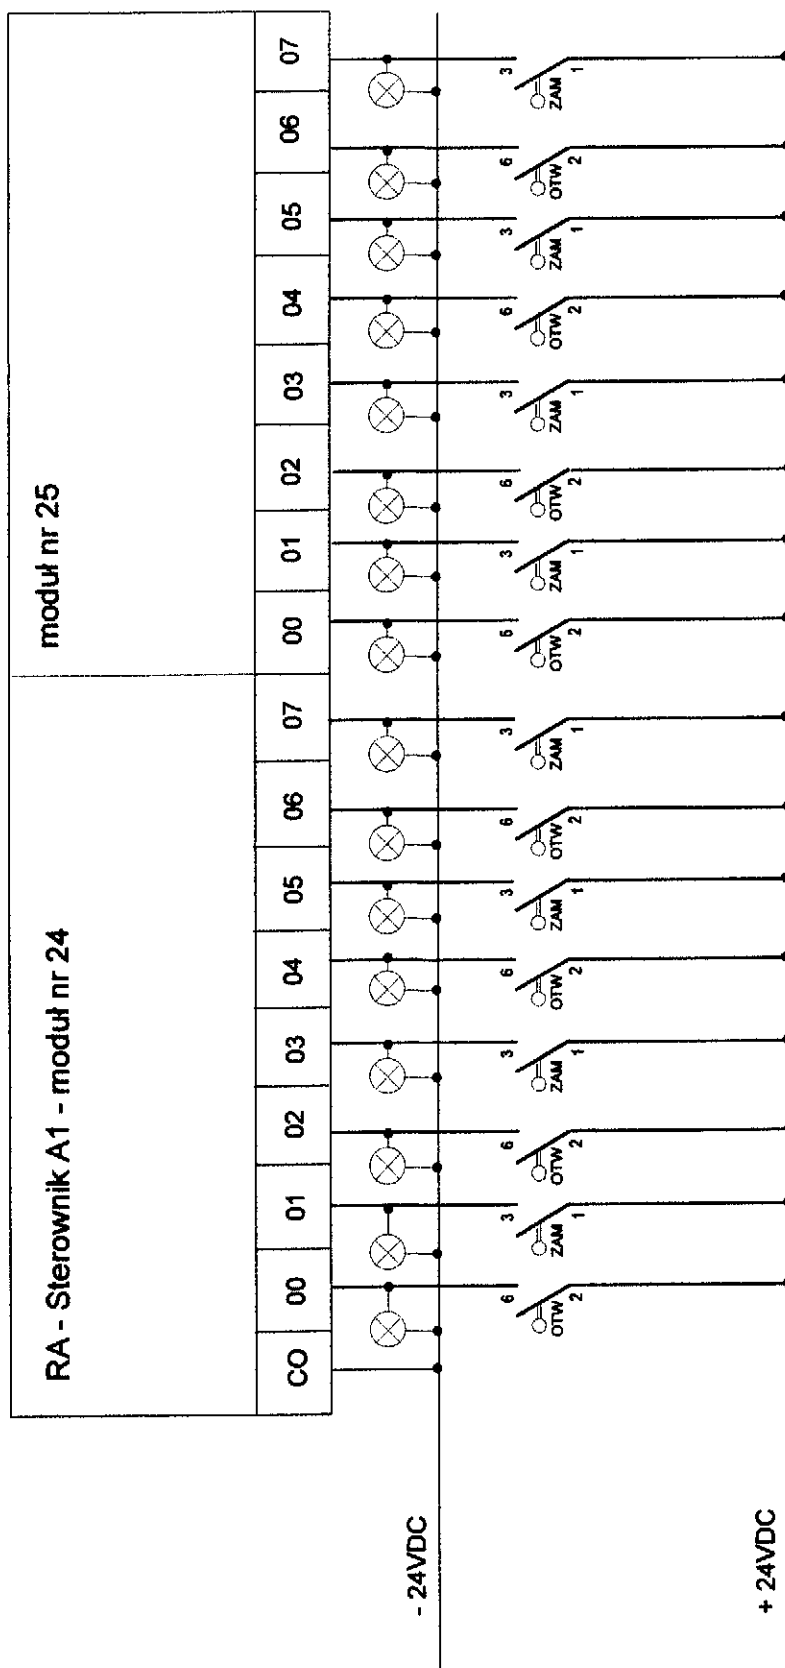 RA - Sterownik A1 - moduł nr 24
moduł nr 25
CO 00 01 02 03 04 05 06 07 00 01 02 03 04 05 06 07
- 24VDC
6 3 6 3 6 3 6 3 6 3 6 3 6 3 6 3
OTW ZAM OTW ZAM OTW ZAM OTW ZAM OTW ZAM OTW ZAM OTW ZAM OTW ZAM
2 1 2 1 2 1 2 1 2 1 2 1 2 1 2 1
+ 24VDC